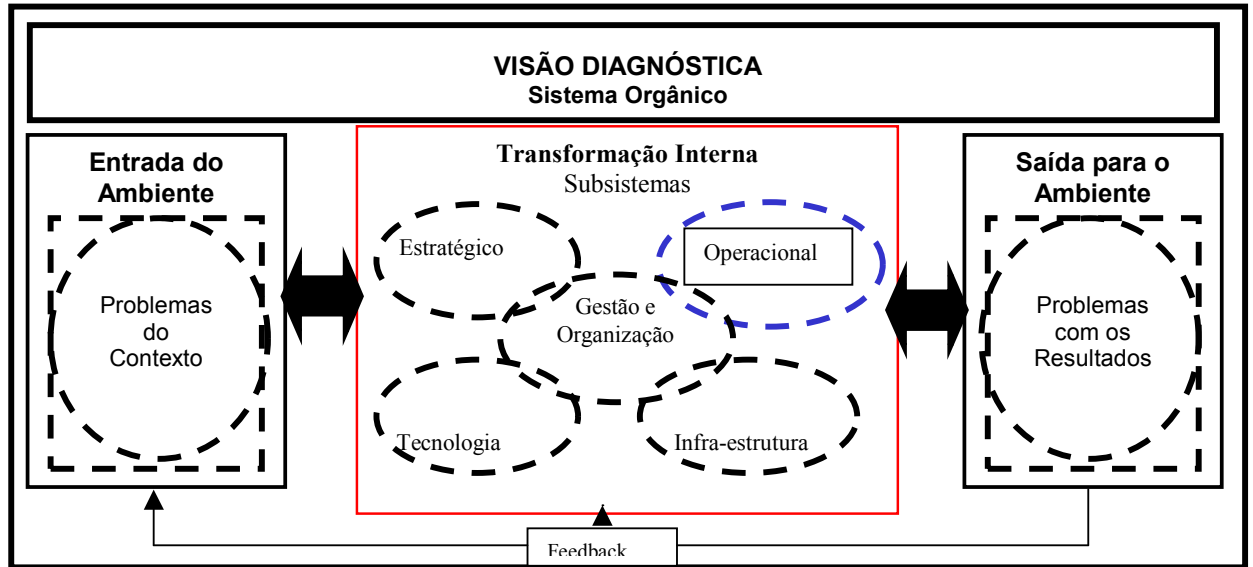 VISÃO DIAGNÓSTICA
Sistema Orgânico
Entrada do
Ambiente
Problemas
do
Contexto
Transformação Interna
Subsistemas
Estratégico
Operacional
Gestão e
Organização
Tecnologia
Infra-estrutura
Saída para o
Ambiente
Problemas
com os
Resultados
Feedback